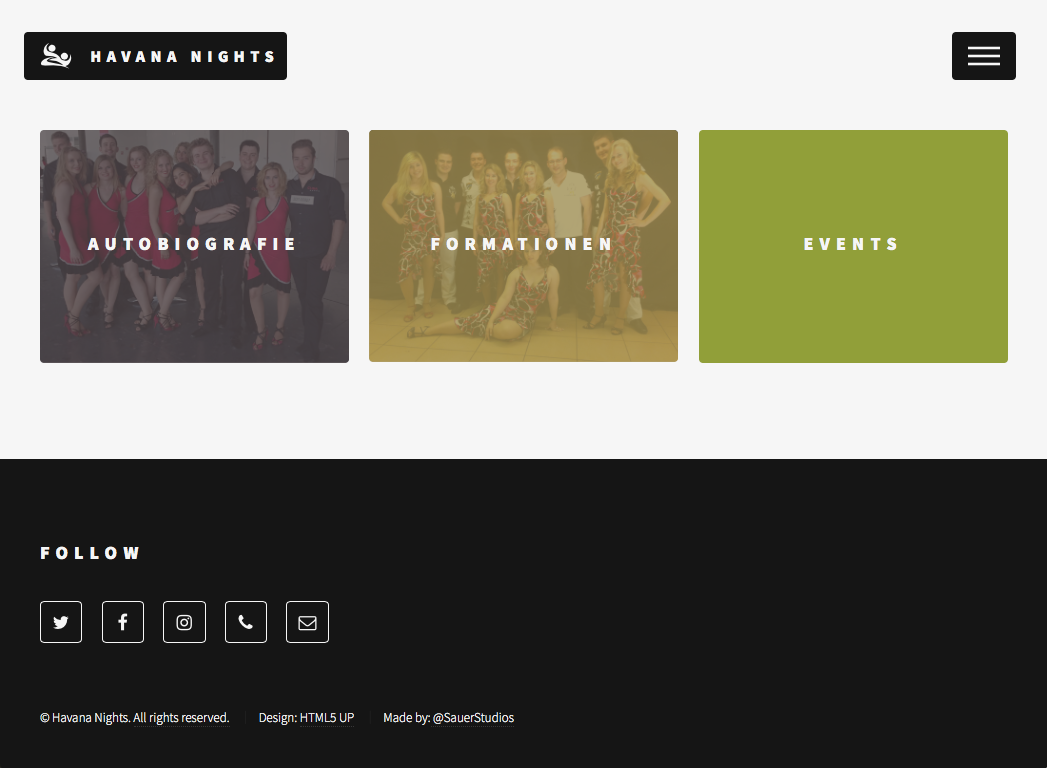 HAVANA NIGHTS
AUTOBIOGRAFIE
FORMATIONEN
EVENTS
FOLLOW
© Havana Nights. All rights reserved.
Design: HTML5 UP
Made by: @SauerStudios